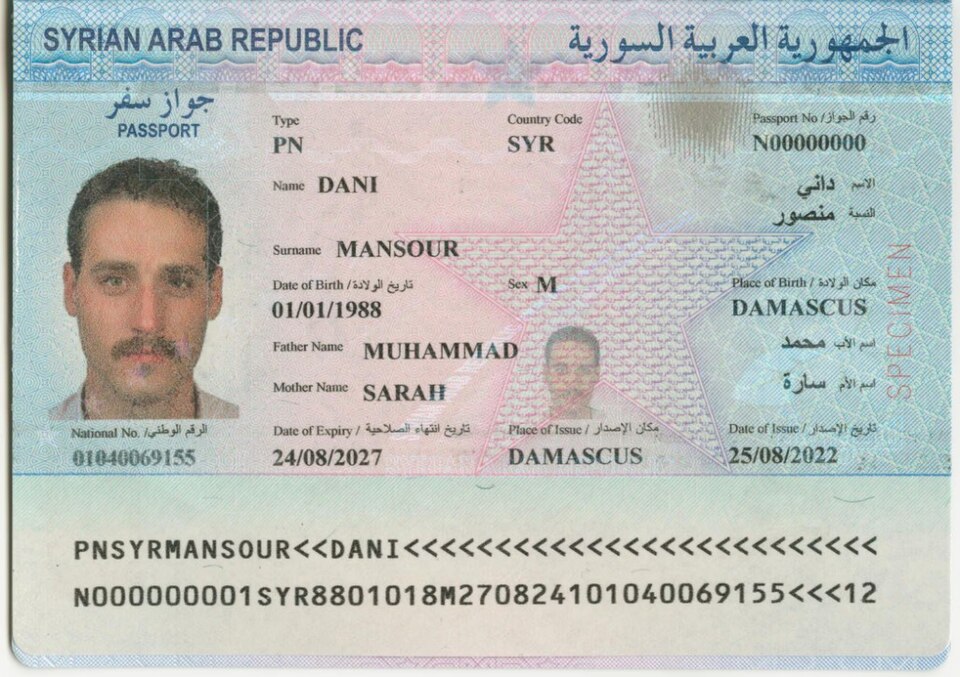 SYRIAN ARAB REPUBLIC الجمهورية العربية السورية
جواز سفر
PASSPORT
Type Country Code Passport No / رقم الجواز
PN SYR N00000000
Name DANI الاسم داني
النسبة منصور
Surname MANSOUR
Date of Birth / تاريخ الولادة Sex M Place of Birth / مكان الولادة
01/01/1988 DAMASCUS
Father Name MUHAMMAD اسم الأب محمد
Mother Name SARAH اسم الأم سارة
SPECIMEN
National No. / الرقم الوطني Date of Expiry / تاريخ انتهاء الصلاحية Place of Issue / مكان الإصدار Date of Issue / تاريخ الإصدار
01040069155 24/08/2027 DAMASCUS 25/08/2022
PNSYRMANSOUR<<DANI<<<<<<<<<<<<<<<<<<<<<<<<<<
N000000001SYR8801018M270824101040069155<<<12